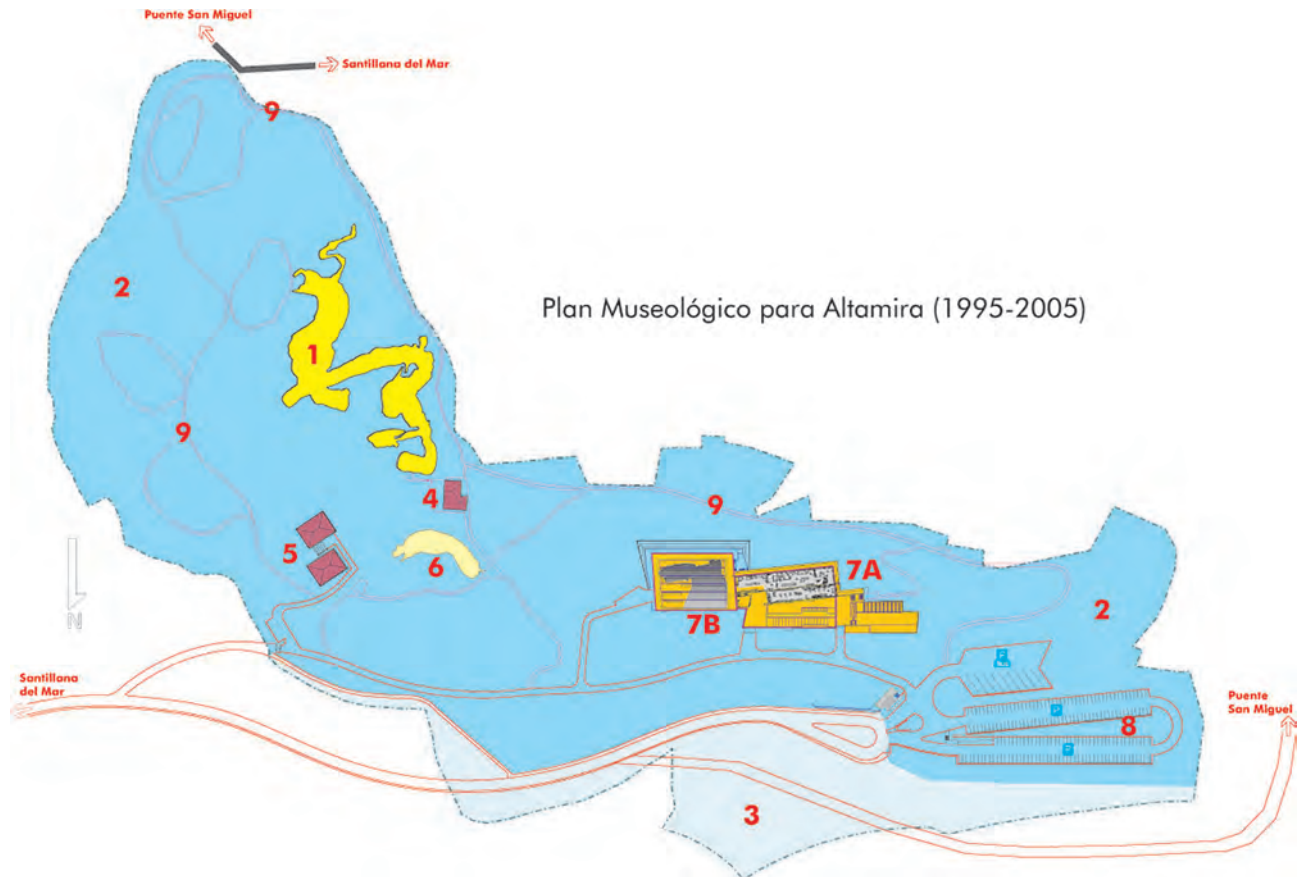 Puente San Miguel
Santillana del Mar
9
2
Plan Museológico para Altamira (1995-2005)
1
9
4
9
5
6
7A
7B
2
N
Santillana
del Mar
P
Bus
Puente
San Miguel
P
8
P
3